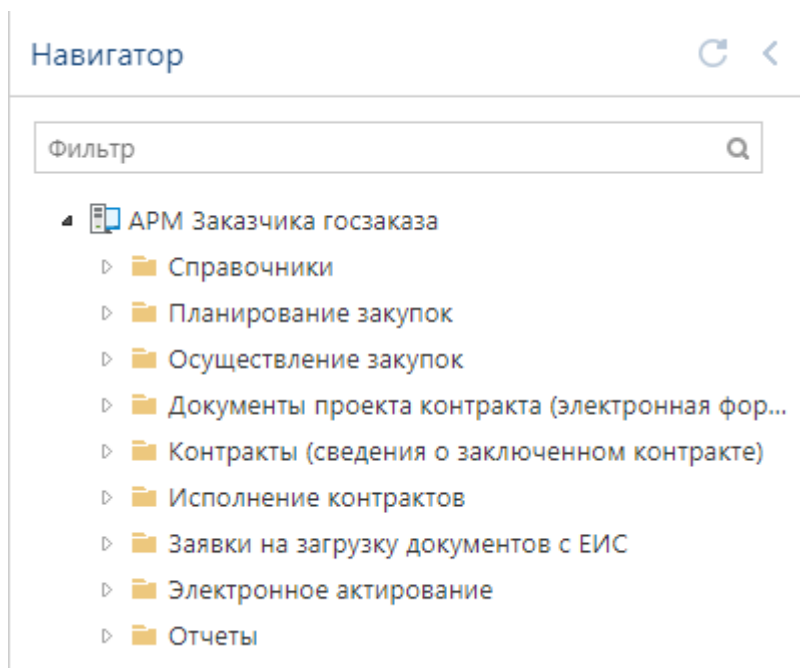 Навигатор
Фильтр
АРМ Заказчика госзаказа
Справочники
Планирование закупок
Осуществление закупок
Документы проекта контракта (электронная фор...
Контракты (сведения о заключенном контракте)
Исполнение контрактов
Заявки на загрузку документов с ЕИС
Электронное актирование
Отчеты